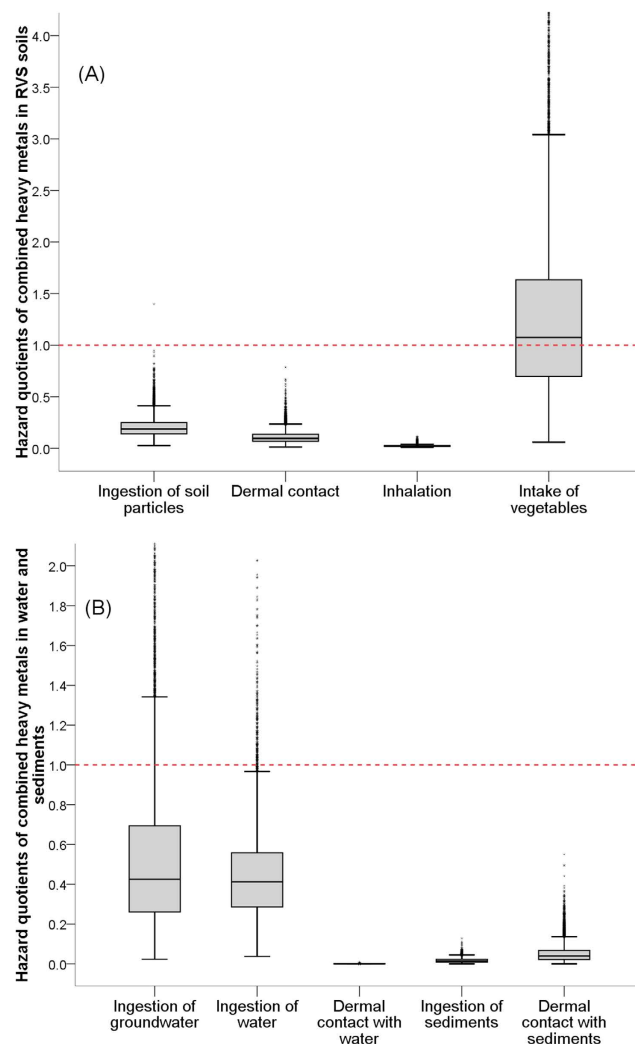 (A)
Hazard quotients of combined heavy metals in RVS soils
4.0
3.5
3.0
2.5
2.0
1.5
1.0
0.5
0.0
Ingestion of soil
particles
Dermal contact
Inhalation
Intake of
vegetables
(B)
Hazard quotients of combined heavy metals in water and
sediments
2.0
1.8
1.6
1.4
1.2
1.0
0.8
0.6
0.4
0.2
0.0
Ingestion of
groundwater
Ingestion of
water
Dermal
contact with
water
Ingestion of
sediments
Dermal
contact with
sediments